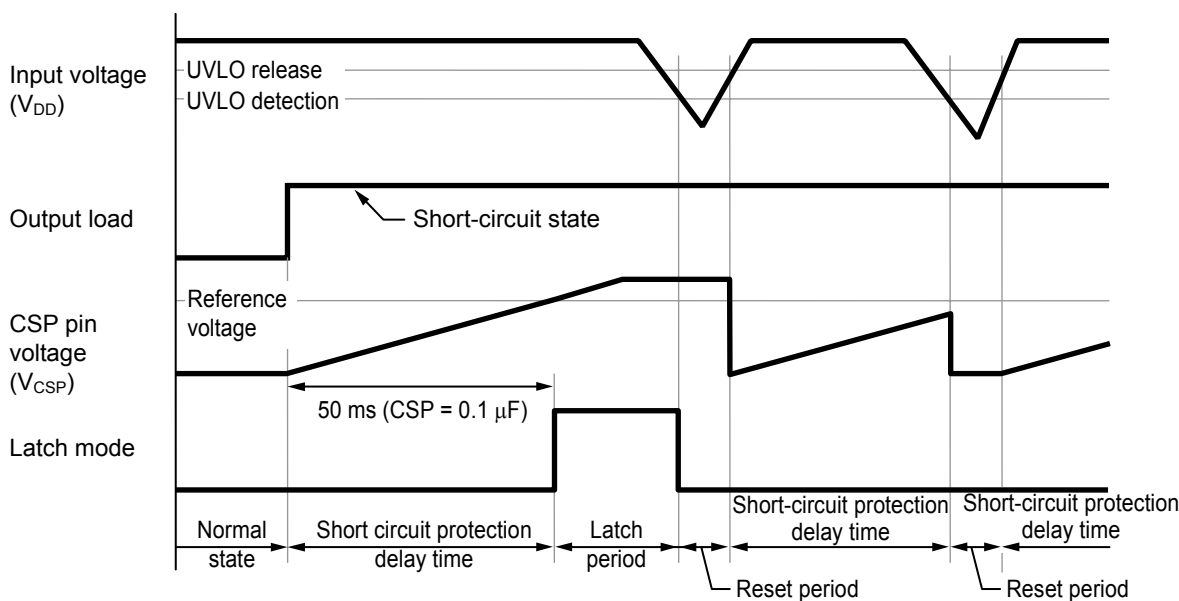 Input voltage
(VDD)
UVLO release
UVLO detection
Output load
Short-circuit state
CSP pin
voltage
(VCSP)
Reference
voltage
50 ms (CSP = 0.1 μF)
Latch mode
Normal
state
Short circuit protection
delay time
Latch
period
Reset period
Short-circuit protection
delay time
Reset period
Short-circuit protection
delay time